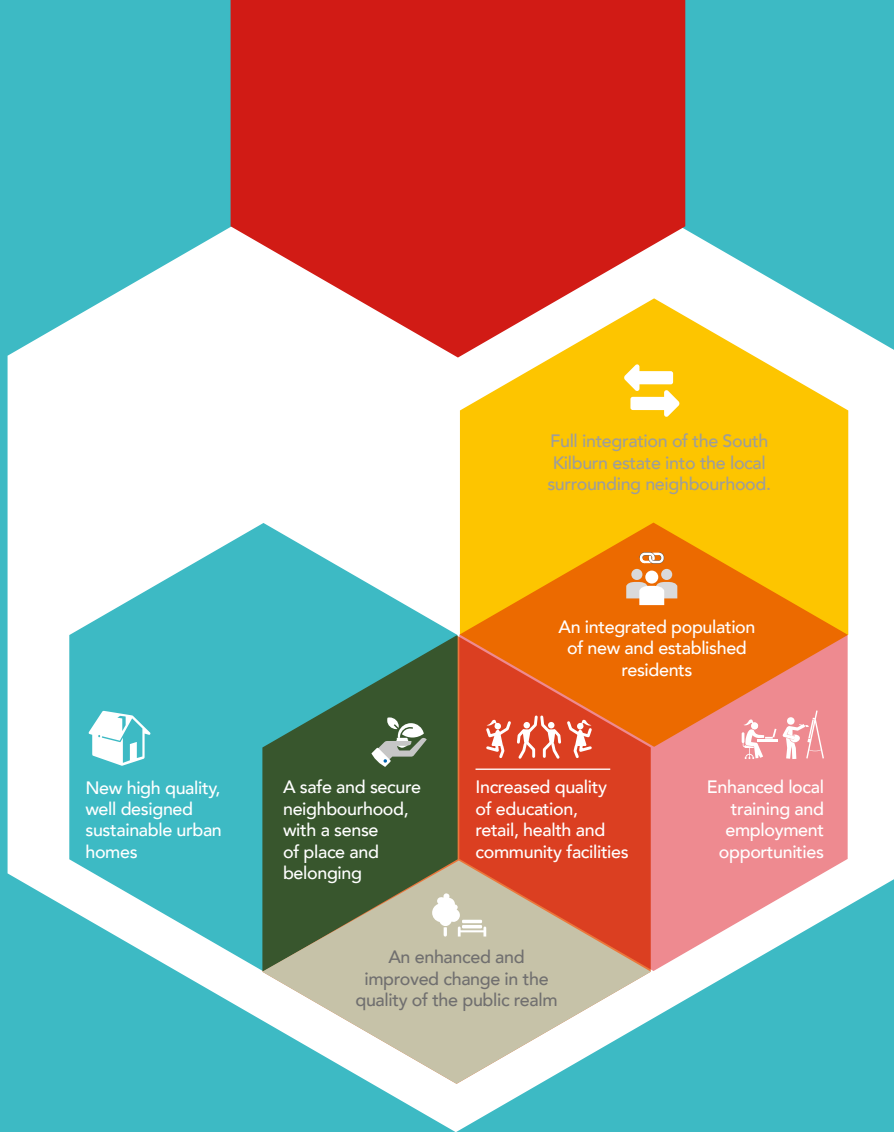 Full integration of the South
Kilburn estate into the local
surrounding neighbourhood.
An integrated population
of new and established
residents
New high quality,
well designed
sustainable urban
homes
A safe and secure
neighbourhood,
with a sense
of place and
belonging
Increased quality
of education,
retail, health and
community facilities
Enhanced local
training and
employment
opportunities
An enhanced and
improved change in the
quality of the public realm